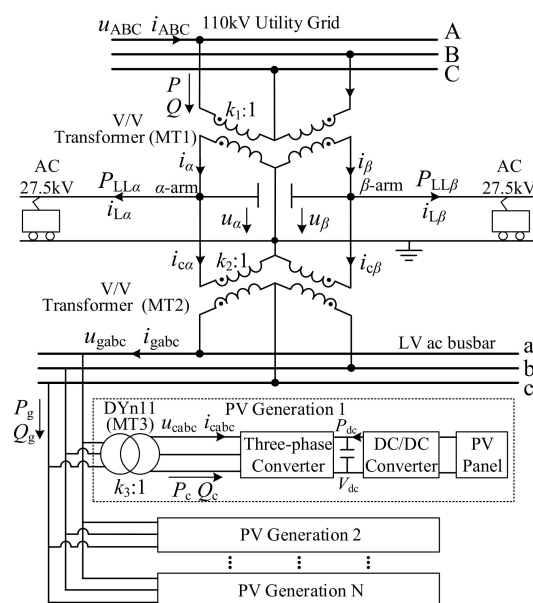 u_ABC i_ABC 110kV Utility Grid
A
B
C
P
Q
k₁:1
V/V
Transformer (MT1)
AC
27.5kV
P_LLα
i_Lα
α-arm
i_α
i_β
β-arm
P_LLβ
i_Lβ
AC
27.5kV
u_α
u_β
i_cα
k₂:1
i_cβ
V/V
Transformer (MT2)
u_gabc i_gabc
LV ac busbar
a
b
c
P_g
Q_g
DYn11
(MT3)
k₃:1
u_cabc i_cabc
P_c Q_c
PV Generation 1
Three-phase
Converter
P_dc
V_dc
DC/DC
Converter
PV
Panel
PV Generation 2
PV Generation N